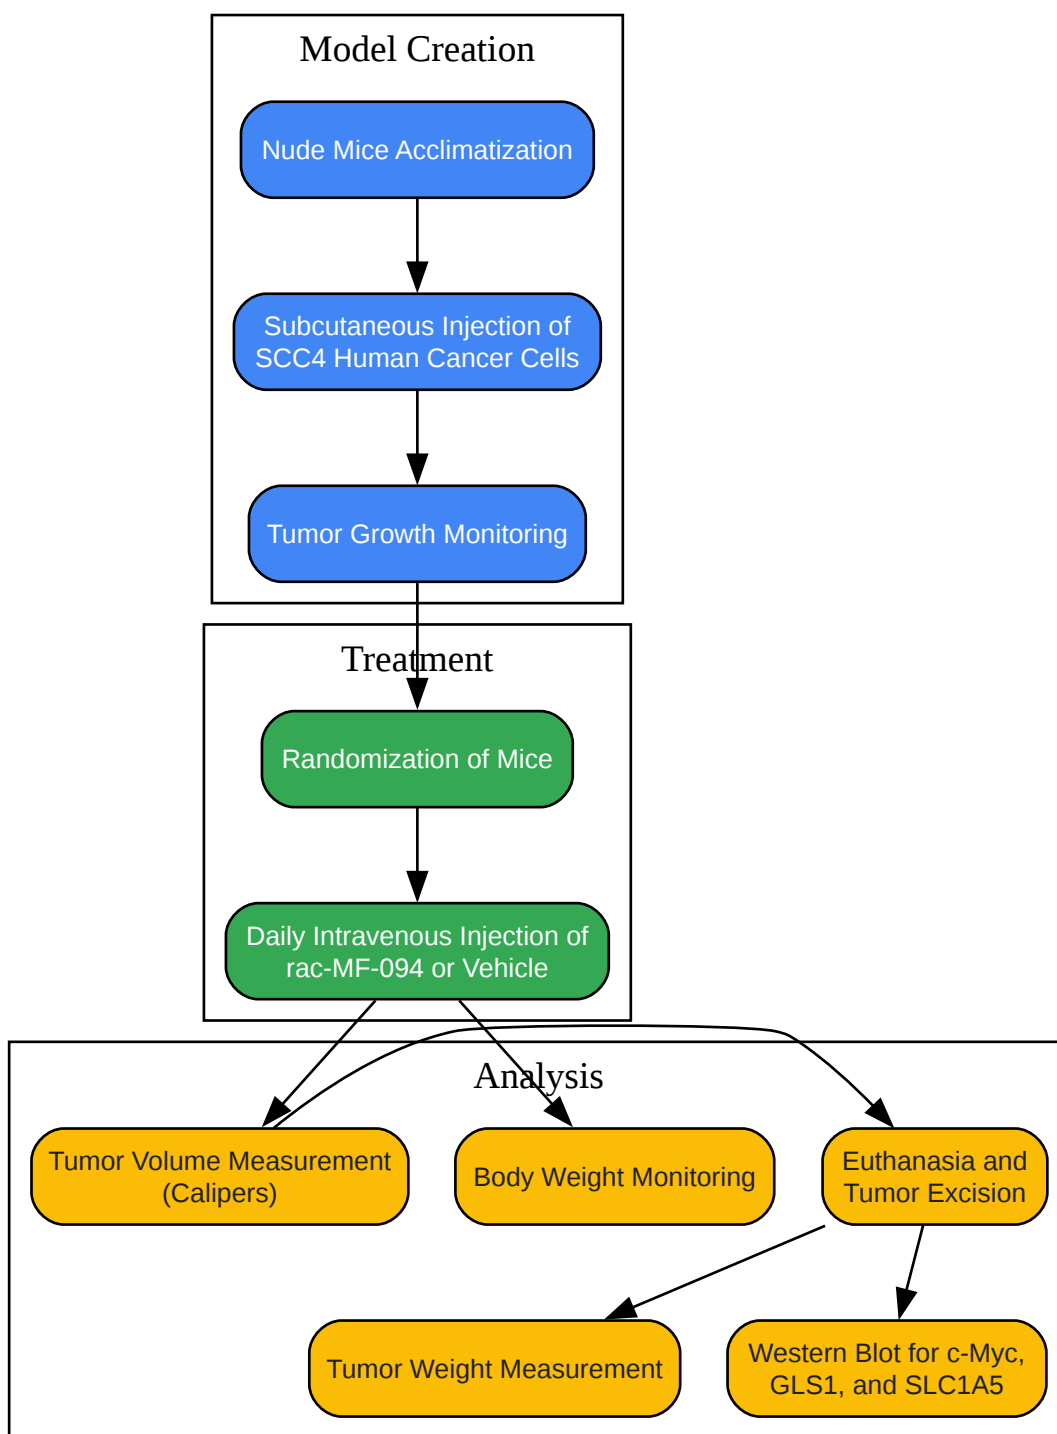 Model Creation
Nude Mice Acclimatization
Subcutaneous Injection of
SCC4 Human Cancer Cells
Tumor Growth Monitoring
Treatment
Randomization of Mice
Daily Intravenous Injection of
rac-MF-094 or Vehicle
Analysis
Tumor Volume Measurement
(Calipers)
Body Weight Monitoring
Euthanasia and
Tumor Excision
Tumor Weight Measurement
Western Blot for c-Myc,
GLS1, and SLC1A5